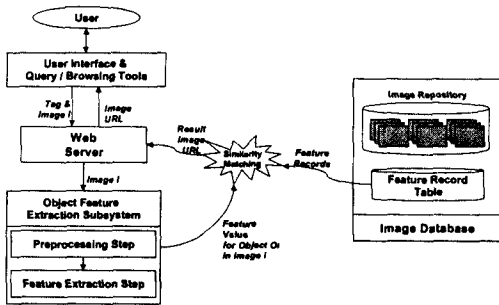 User
User Interface &
Query / Browsing Tools
Tag &
Image i
Image
URL
Web
Server
Image i
Object Feature
Extraction Subsystem
Preprocessing Step
Feature Extraction Step
Result
Image
URL
Similarity
Matching
Feature
Records
Feature
Value
for Object Oi
in Image i
Image Repository
Feature Record
Table
Image Database